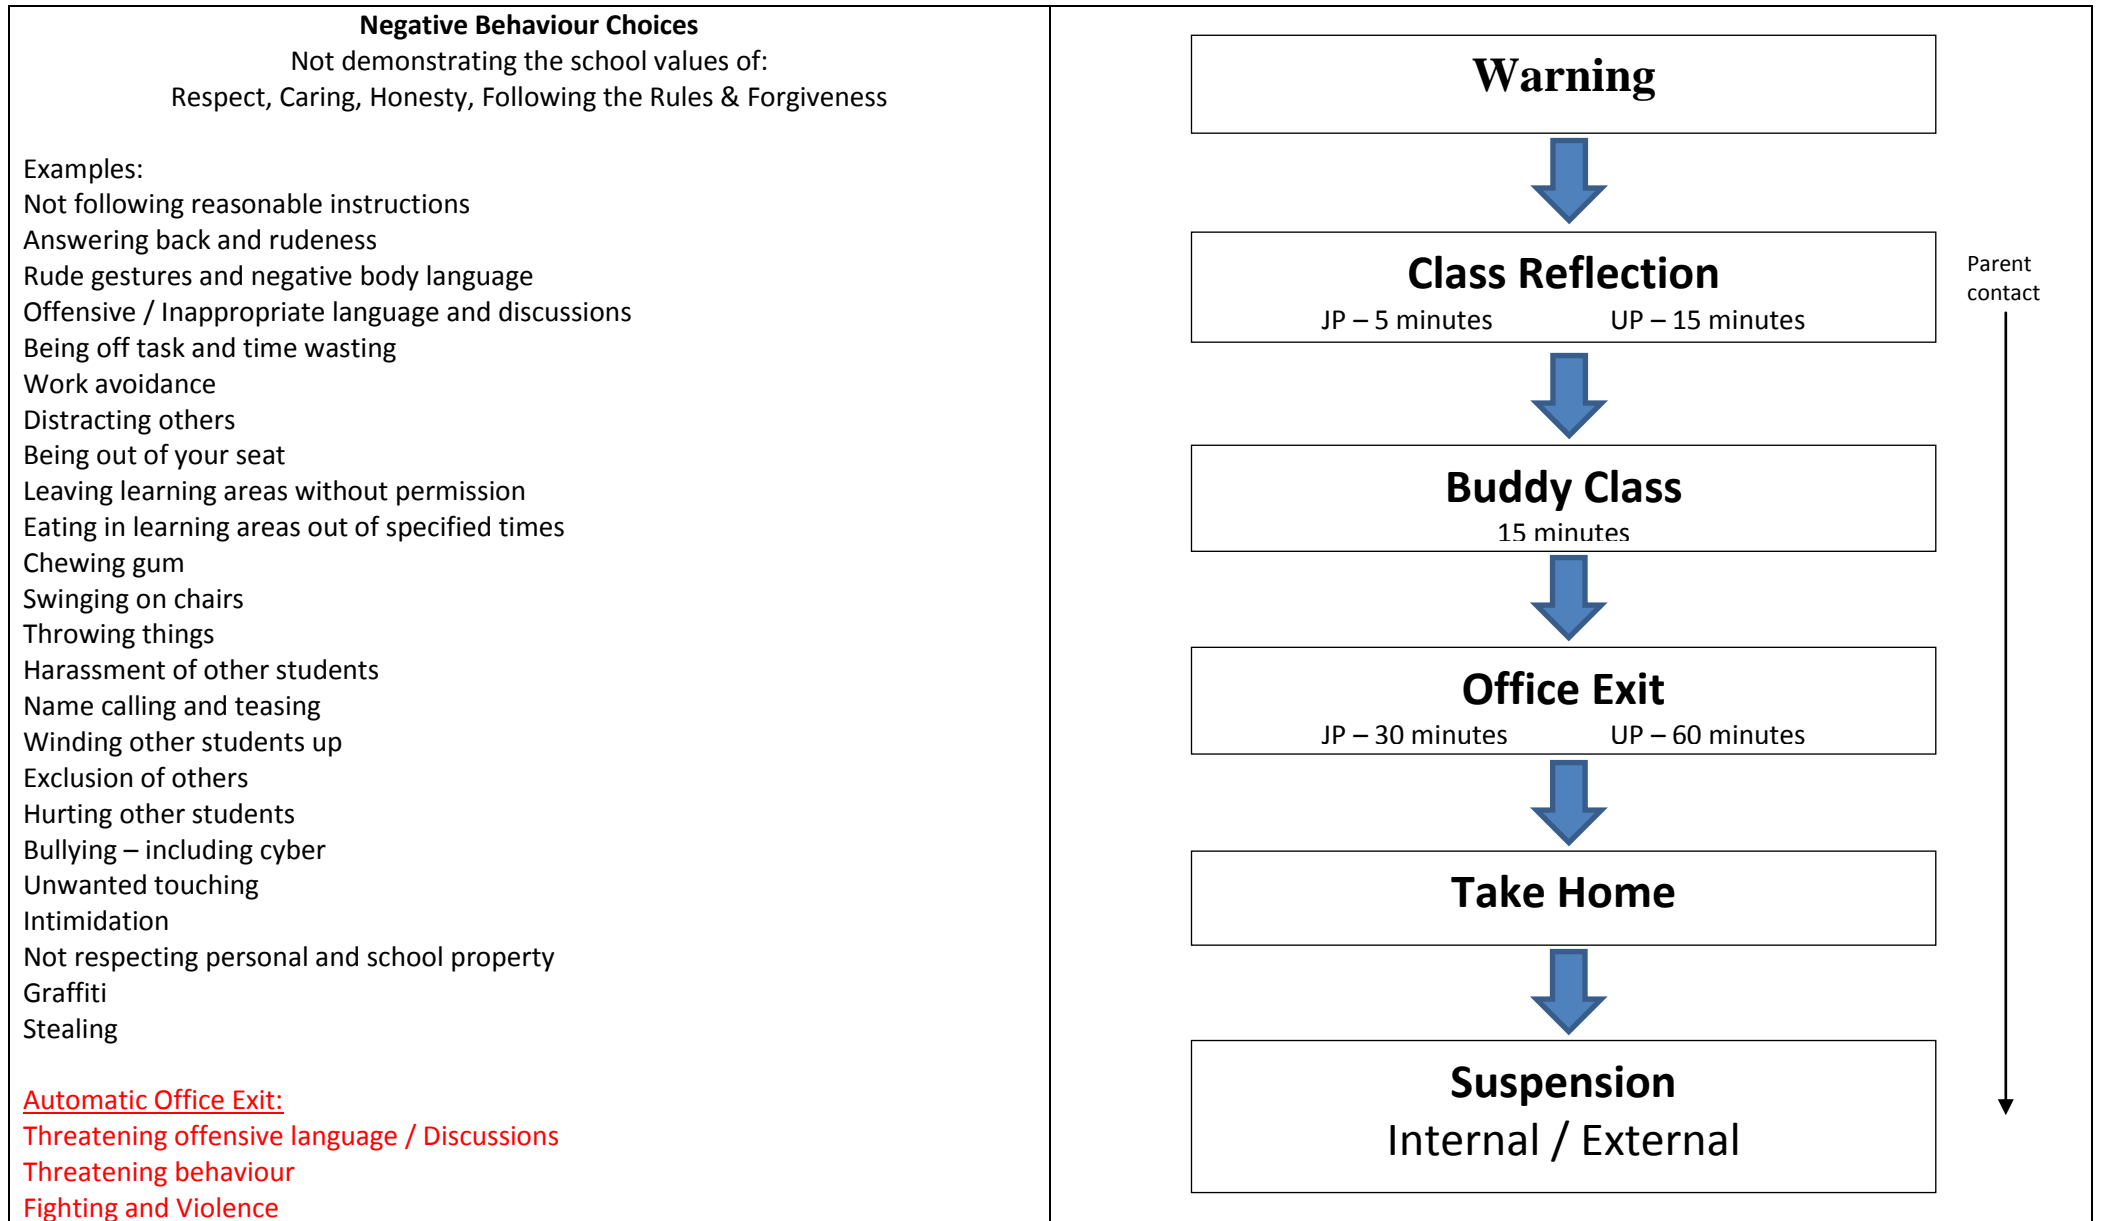 Negative Behaviour Choices
Not demonstrating the school values of:
Respect, Caring, Honesty, Following the Rules & Forgiveness
Examples:
Not following reasonable instructions
Answering back and rudeness
Rude gestures and negative body language
Offensive / Inappropriate language and discussions
Being off task and time wasting
Work avoidance
Distracting others
Being out of your seat
Leaving learning areas without permission
Eating in learning areas out of specified times
Chewing gum
Swinging on chairs
Throwing things
Harassment of other students
Name calling and teasing
Winding other students up
Exclusion of others
Hurting other students
Bullying – including cyber
Unwanted touching
Intimidation
Not respecting personal and school property
Graffiti
Stealing
Automatic Office Exit:
Threatening offensive language / Discussions
Threatening behaviour
Fighting and Violence
Warning
Class Reflection
JP – 5 minutes UP – 15 minutes
Buddy Class
15 minutes
Office Exit
JP – 30 minutes UP – 60 minutes
Take Home
Suspension
Internal / External
Parent
contact